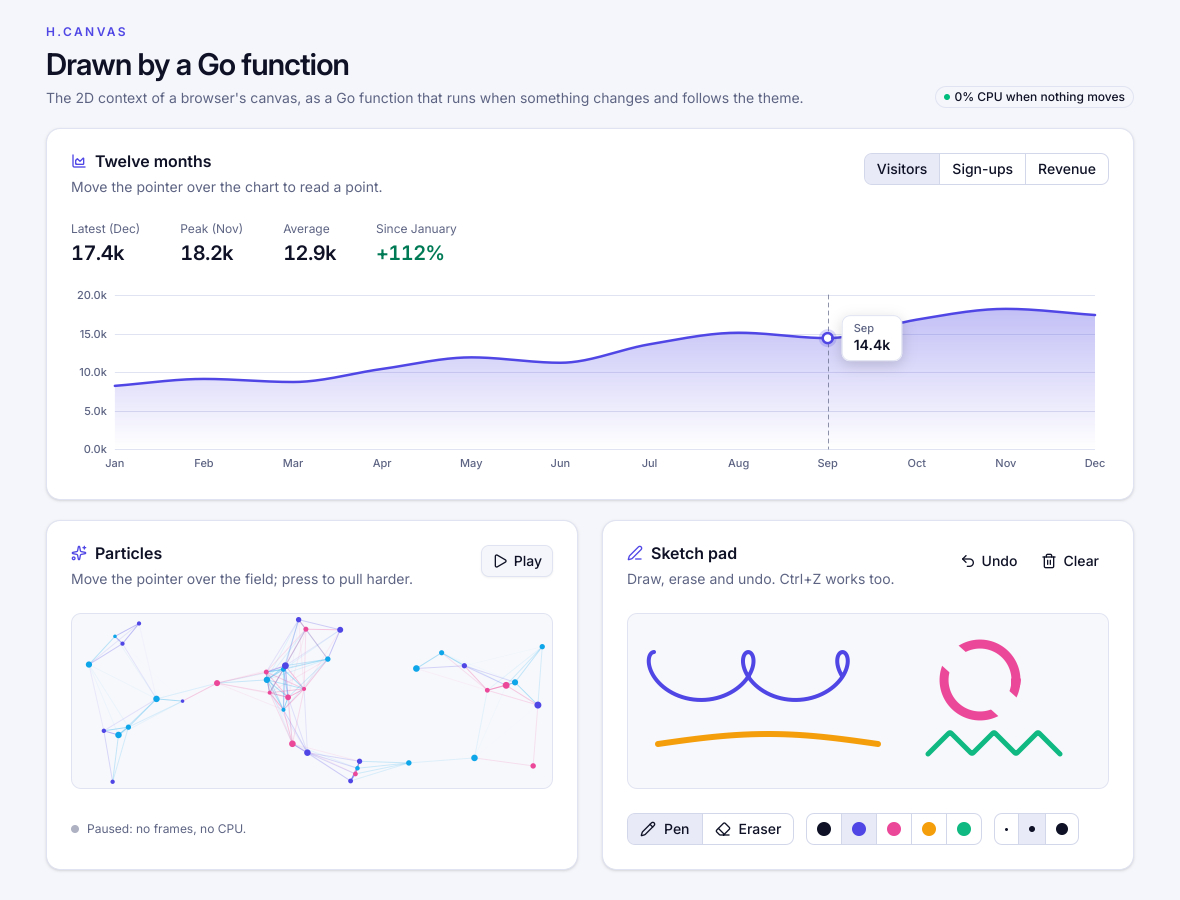 H.CANVAS
Drawn by a Go function
The 2D context of a browser's canvas, as a Go function that runs when something changes and follows the theme.
0% CPU when nothing moves
Twelve months
Move the pointer over the chart to read a point.
Visitors Sign-ups Revenue
Latest (Dec) Peak (Nov) Average Since January
17.4k 18.2k 12.9k +112%
20.0k
15.0k
10.0k
5.0k
0.0k
Sep
14.4k
Jan Feb Mar Apr May Jun Jul Aug Sep Oct Nov Dec
Particles
Move the pointer over the field; press to pull harder.
Play
Paused: no frames, no CPU.
Sketch pad
Draw, erase and undo. Ctrl+Z works too.
Undo Clear
Pen Eraser